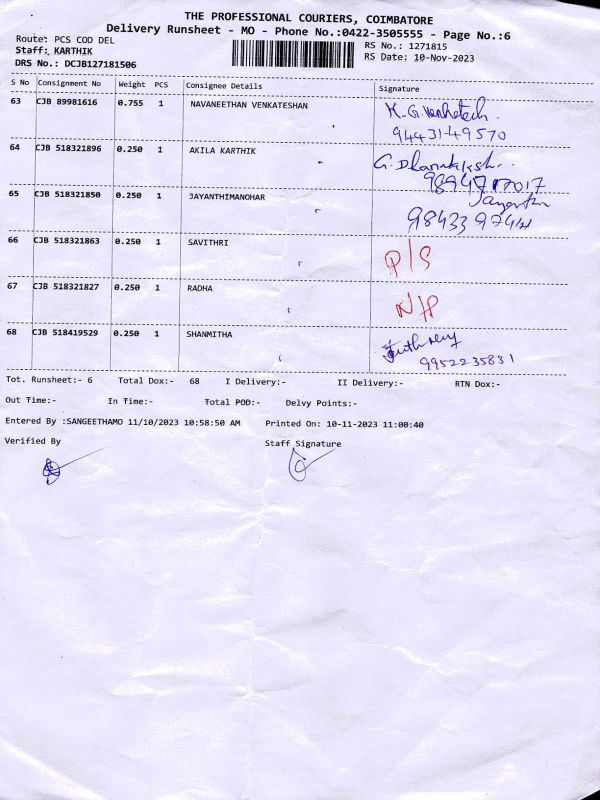 THE PROFESSIONAL COURIERS, COIMBATORE
Delivery Runsheet - MO - Phone No.:0422-3505555 - Page No.:6
Route: PCS COD DEL
RS No.: 1271815
Staff: KARTHIK
RS Date: 10-Nov-2023
DRS No.: DCJB127181506
S No Consignment No Weight PCS Consignee Details Signature
63 CJB 89981616 0.755 1 NAVANEETHAN VENKATESHAN
9443149570
64 CJB 518321896 0.250 1 AKILA KARTHIK
65 CJB 518321850 0.250 1 JAYANTHIMANOHAR
66 CJB 518321863 0.250 1 SAVITHRI P/S
67 CJB 518321827 0.250 1 RADHA
68 CJB 518419529 0.250 1 SHANMITHA
9952235831
Tot. Runsheet:- 6 Total Dox:- 68 I Delivery:- II Delivery:- RTN Dox:-
Out Time:- In Time:- Total POD:- Delvy Points:-
Entered By :SANGEETHAMO 11/10/2023 10:58:50 AM Printed On: 10-11-2023 11:00:40
Verified By Staff Signature